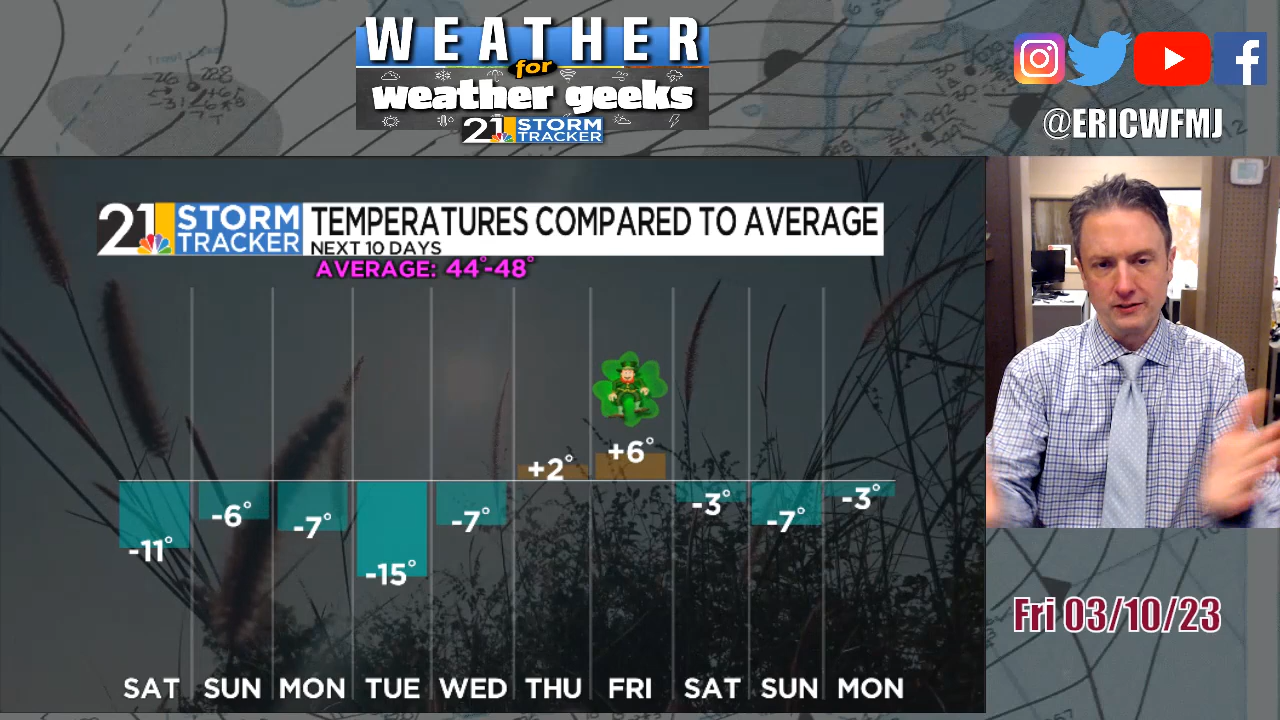 WEATHER
for
weather geeks
21 STORM
TRACKER
@ERICWFMJ
21 STORM
TRACKER
TEMPERATURES COMPARED TO AVERAGE
NEXT 10 DAYS
AVERAGE: 44°-48°
+2°
+6°
-11°
-6°
-7°
-15°
-7°
-3°
-7°
-3°
SAT SUN MON TUE WED THU FRI SAT SUN MON
Fri 03/10/23